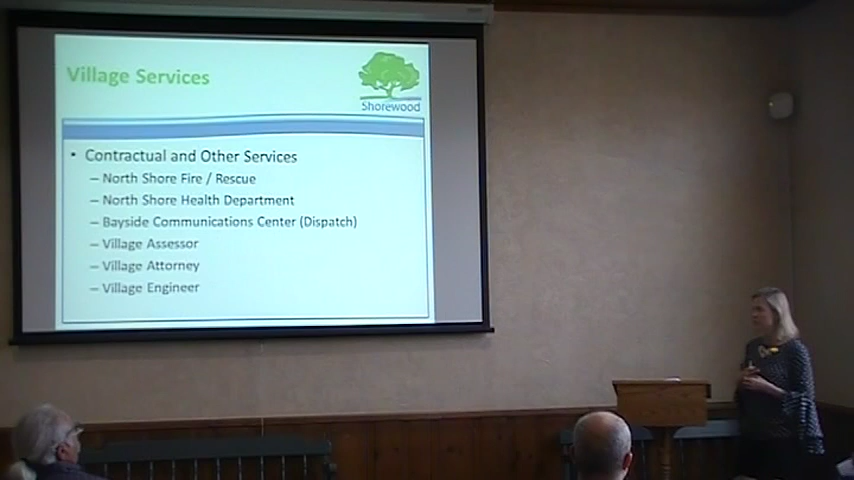 Village Services
Shorewood
• Contractual and Other Services
– North Shore Fire / Rescue
– North Shore Health Department
– Bayside Communications Center (Dispatch)
– Village Assessor
– Village Attorney
– Village Engineer